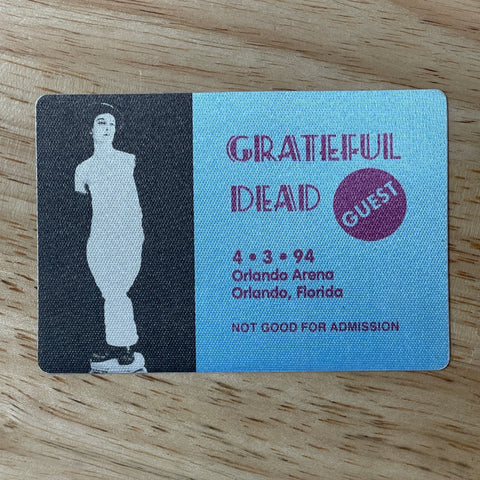 GRATEFUL
DEAD
GUEST
4 • 3 • 94
Orlando Arena
Orlando, Florida
NOT GOOD FOR ADMISSION